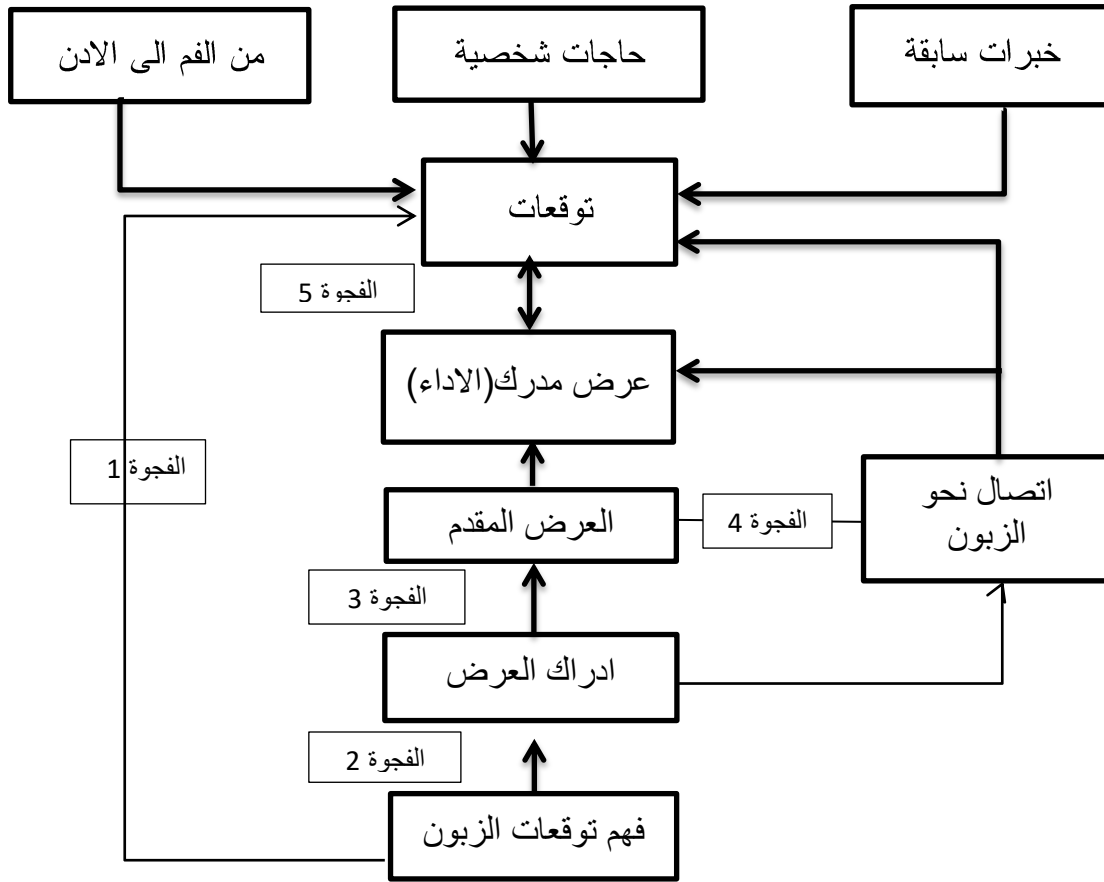 خبرات سابقة
حاجات شخصية
من الفم الى الادن
توقعات
الفجوة 5
عرض مدرك(الاداء)
الفجوة 1
اتصال نحو
الزبون
الفجوة 4
العرض المقدم
الفجوة 3
ادراك العرض
الفجوة 2
فهم توقعات الزبون